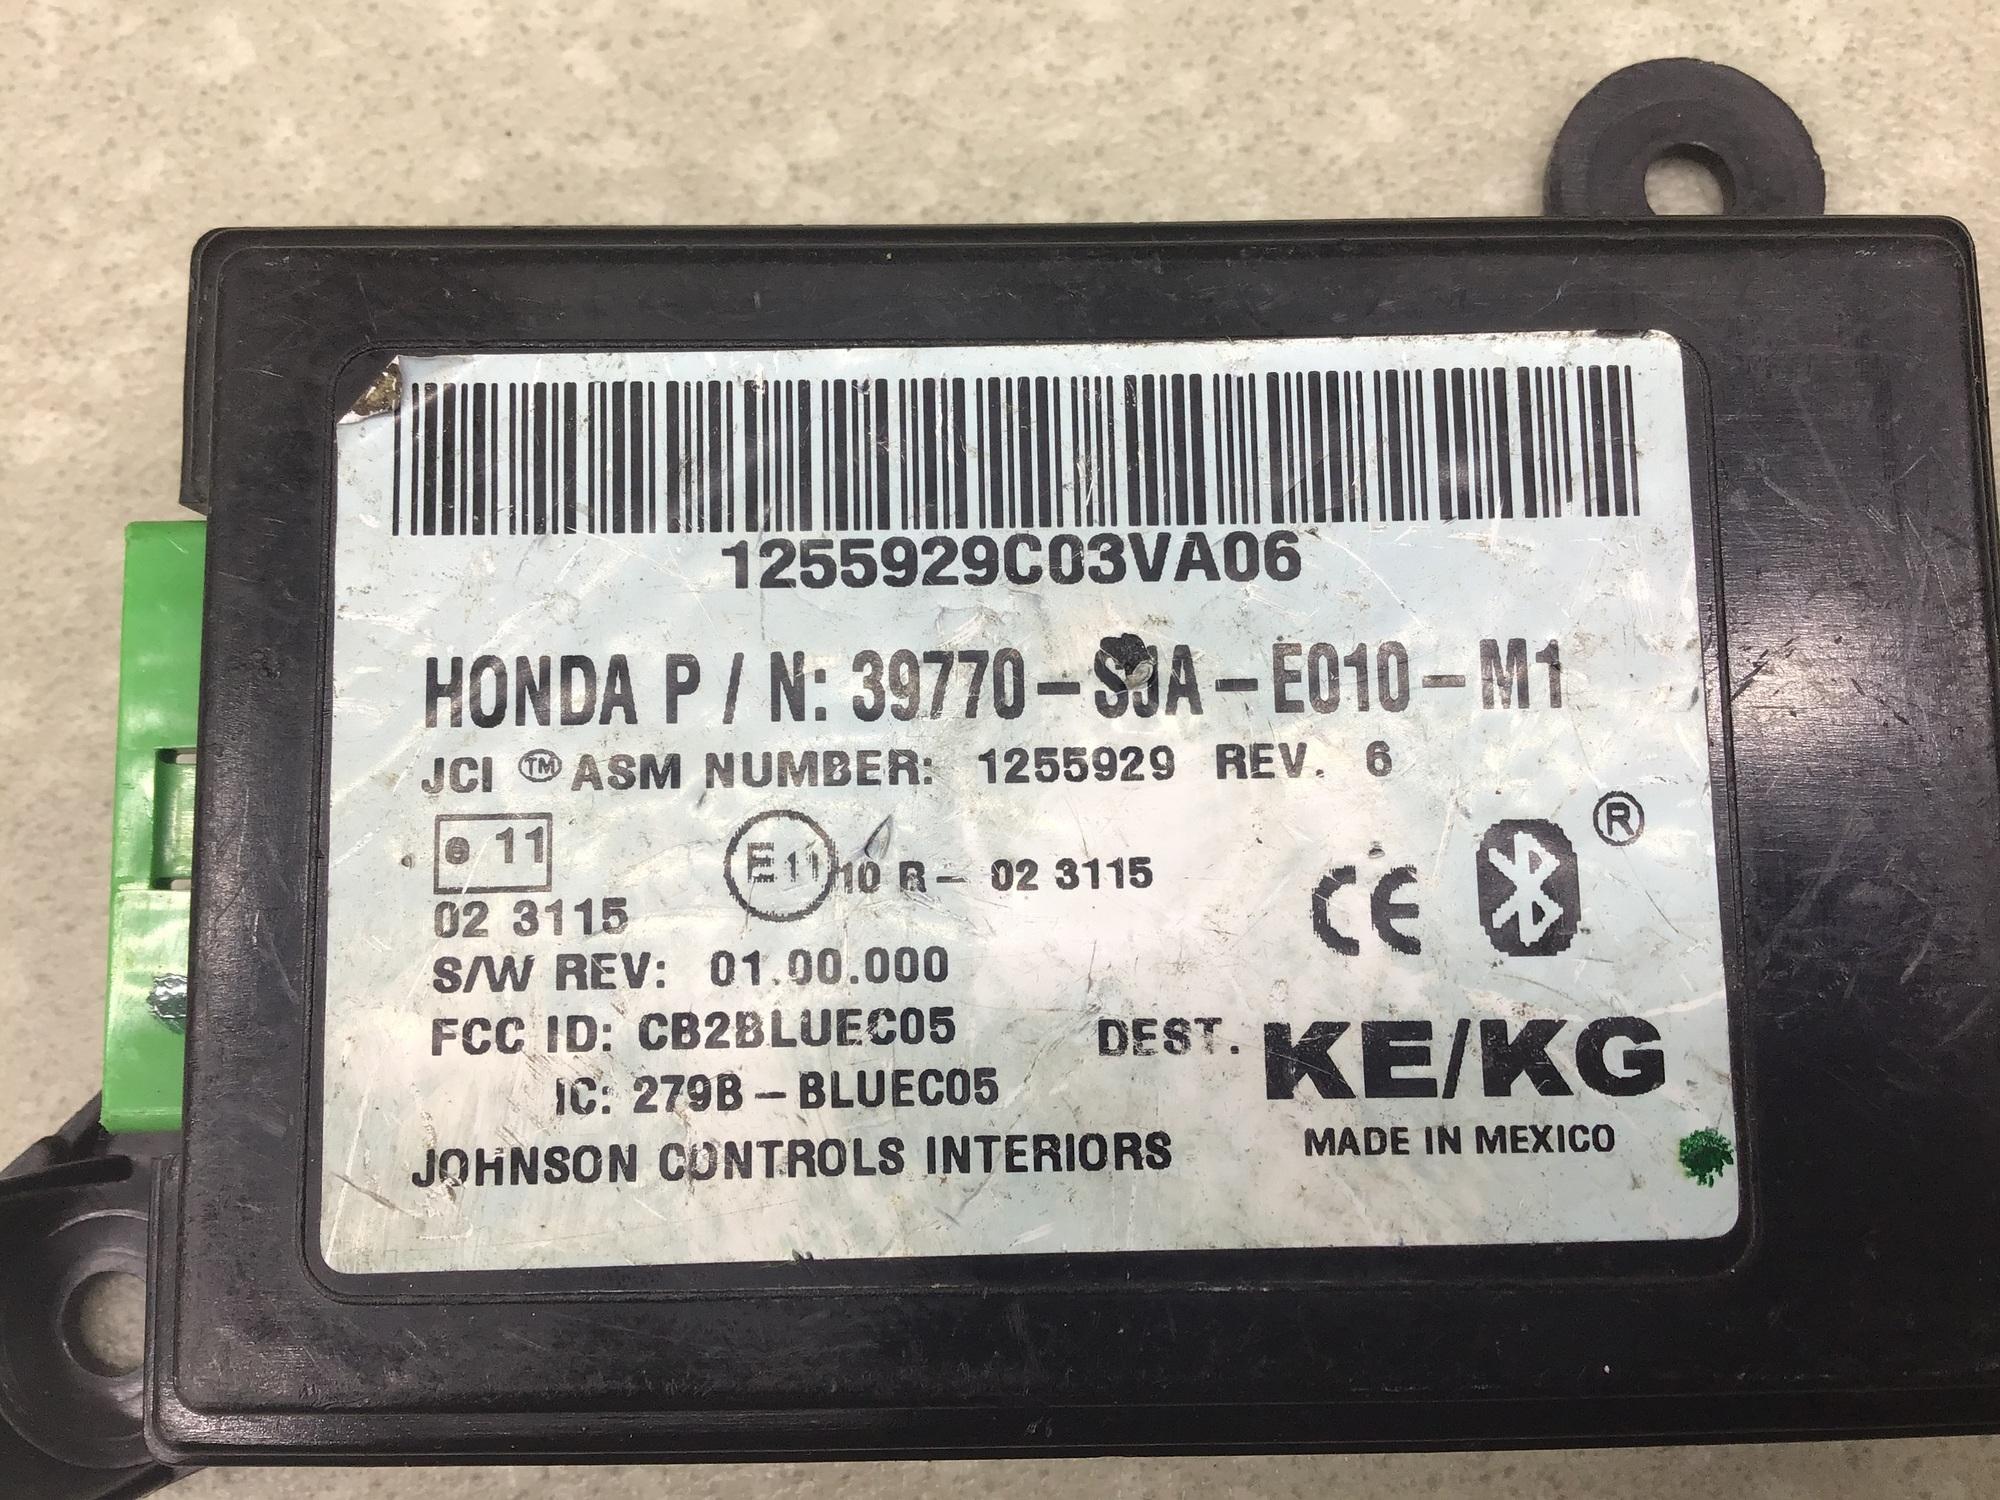 1255929C03VA06
HONDA P / N: 39770-SJA-E010-M1
JCI ™ ASM NUMBER: 1255929 REV. 6
e 11
E11 10 R- 02 3115
CE
®
02 3115
S/W REV: 01.00.000
FCC ID: CB2BLUEC05
DEST. KE/KG
IC: 279B-BLUEC05
JOHNSON CONTROLS INTERIORS
MADE IN MEXICO